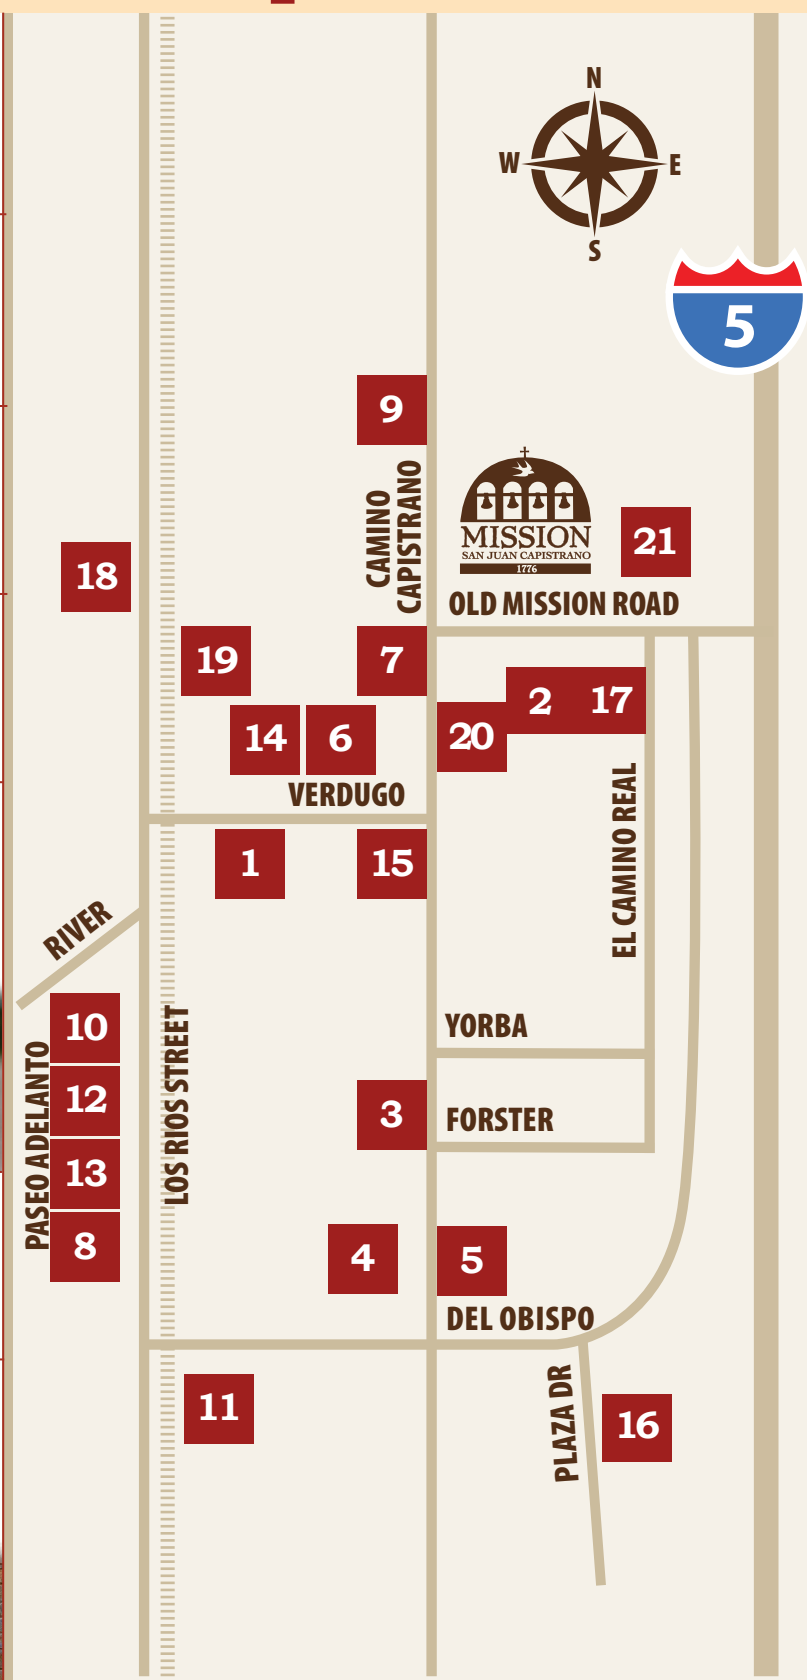 N
W
E
S
5
9
CAMINO
CAPISTRANO
MISSION
SAN JUAN CAPISTRANO
1776
21
18
OLD MISSION ROAD
19
7
2
17
14
6
20
VERDUGO
EL CAMINO REAL
1
15
RIVER
10
YORBA
LOS RIOS STREET
PASEO ADELANTO
12
3
FORSTER
13
8
4
5
DEL OBISPO
11
PLAZA DR
16